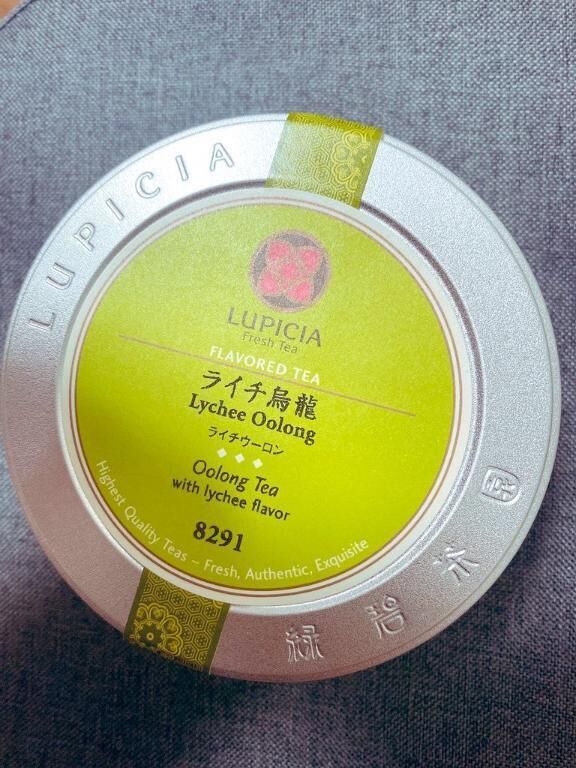 LUPICIA
LUPICIA
Fresh Tea
FLAVORED TEA
ライチ烏龍
Lychee Oolong
ライチウーロン
Oolong Tea
with lychee flavor
8291
Highest Quality Teas – Fresh, Authentic, Exquisite
緑碧茶